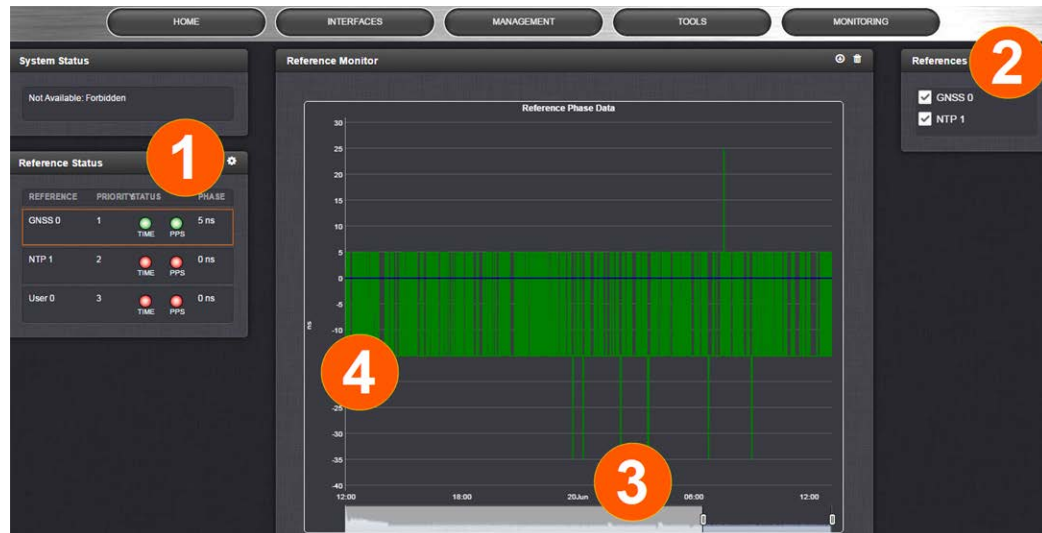 HOME INTERFACES MANAGEMENT TOOLS MONITORING
System Status
Not Available: Forbidden
Reference Status
1
REFERENCE PRIORITY STATUS PHASE
GNSS 0 1 TIME PPS 5 ns
NTP 1 2 TIME PPS 0 ns
User 0 3 TIME PPS 0 ns
Reference Monitor
Reference Phase Data
30
25
20
15
10
5
0
-5
-10
-25
-30
-35
-40
ns
4
12:00 18:00 20Jun 06:00 12:00
3
References
2
GNSS 0
NTP 1